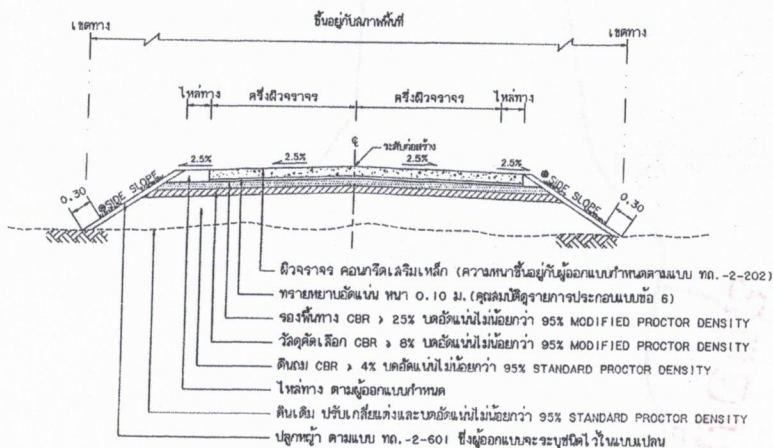 ขึ้นอยู่กับสภาพพื้นที่
เขตทาง
เขตทาง
ไหล่ทาง
ครึ่งผิวจราจร
ครึ่งผิวจราจร
ไหล่ทาง
ระดับก่อสร้าง
2.5%
2.5%
2.5%
2.5%
0.30
SIDE SLOPE
SIDE SLOPE
0.30
ผิวจราจร คอนกรีตเสริมเหล็ก (ความหนาขึ้นอยู่กับผู้ออกแบบกำหนดตามแบบ ทถ.-2-202)
ทรายหยาบอัดแน่น หนา 0.10 ม.(คุณสมบัติดูรายการประกอบแบบข้อ 6)
รองพื้นทาง CBR > 25% บดอัดแน่นไม่น้อยกว่า 95% MODIFIED PROCTOR DENSITY
วัสดุคัดเลือก CBR > 8% บดอัดแน่นไม่น้อยกว่า 95% MODIFIED PROCTOR DENSITY
ดินถม CBR > 4% บดอัดแน่นไม่น้อยกว่า 95% STANDARD PROCTOR DENSITY
ไหล่ทาง ตามผู้ออกแบบกำหนด
ดินเดิม ปรับเกลี่ยแต่งและบดอัดแน่นไม่น้อยกว่า 95% STANDARD PROCTOR DENSITY
ปลูกหญ้า ตามแบบ ทถ.-2-601 ซึ่งผู้ออกแบบจะระบุชนิดไว้ในแบบแปลน